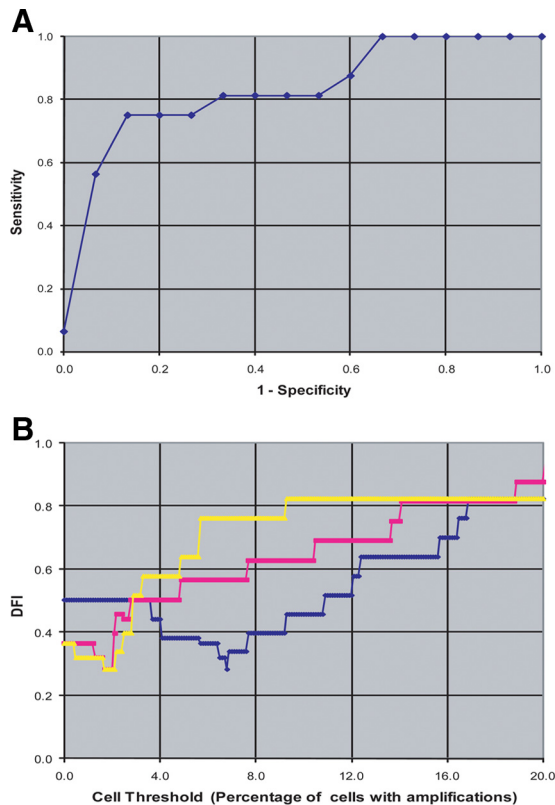 A
1.0
0.8
0.6
0.4
0.2
0.0
Sensitivity
0.0 0.2 0.4 0.6 0.8 1.0
1 - Specificity
B
1.0
0.8
0.6
0.4
0.2
0.0
DFI
0.0 4.0 8.0 12.0 16.0 20.0
Cell Threshold (Percentage of cells with amplifications)